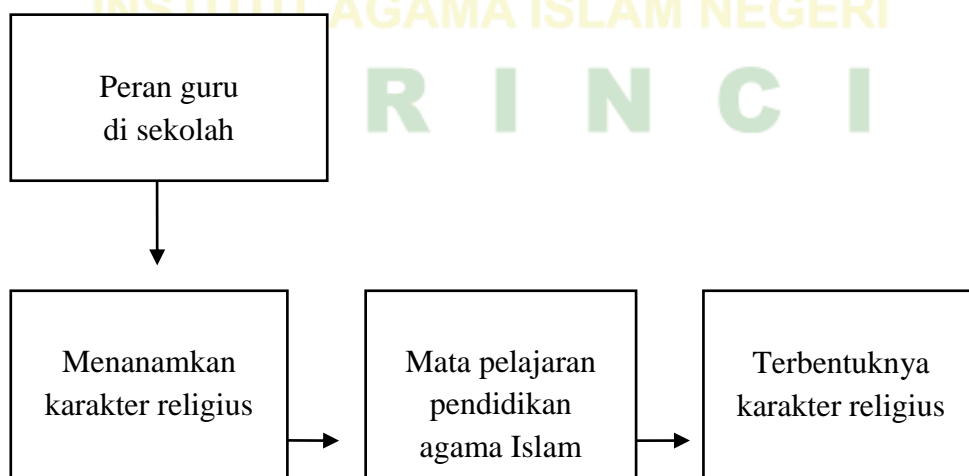 INSTITUT AGAMA ISLAM NEGERI
R I N C I
Peran guru
di sekolah
Menanamkan
karakter religius
Mata pelajaran
pendidikan
agama Islam
Terbentuknya
karakter religius